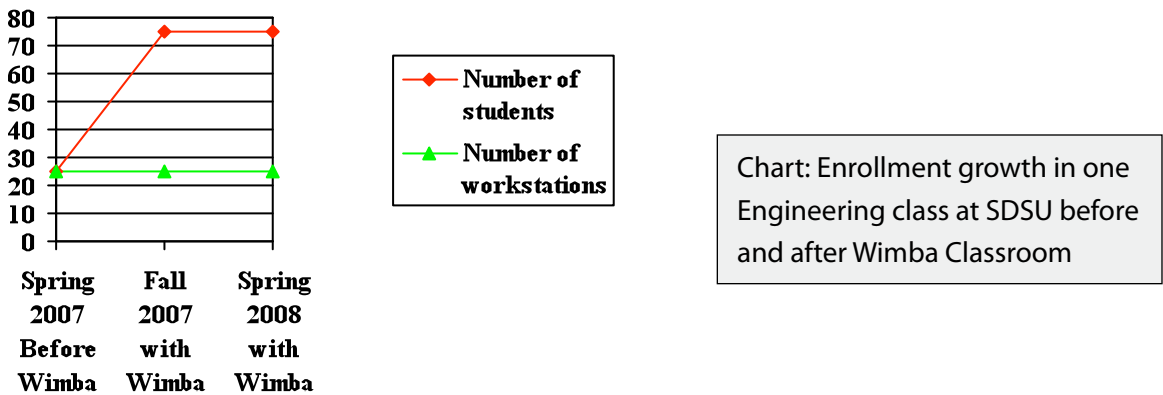 80
70
60
50
40
30
20
10
0
Spring
2007
Before
Wimba
Fall
2007
with
Wimba
Spring
2008
with
Wimba
Number of
students
Number of
workstations
Chart: Enrollment growth in one
Engineering class at SDSU before
and after Wimba Classroom